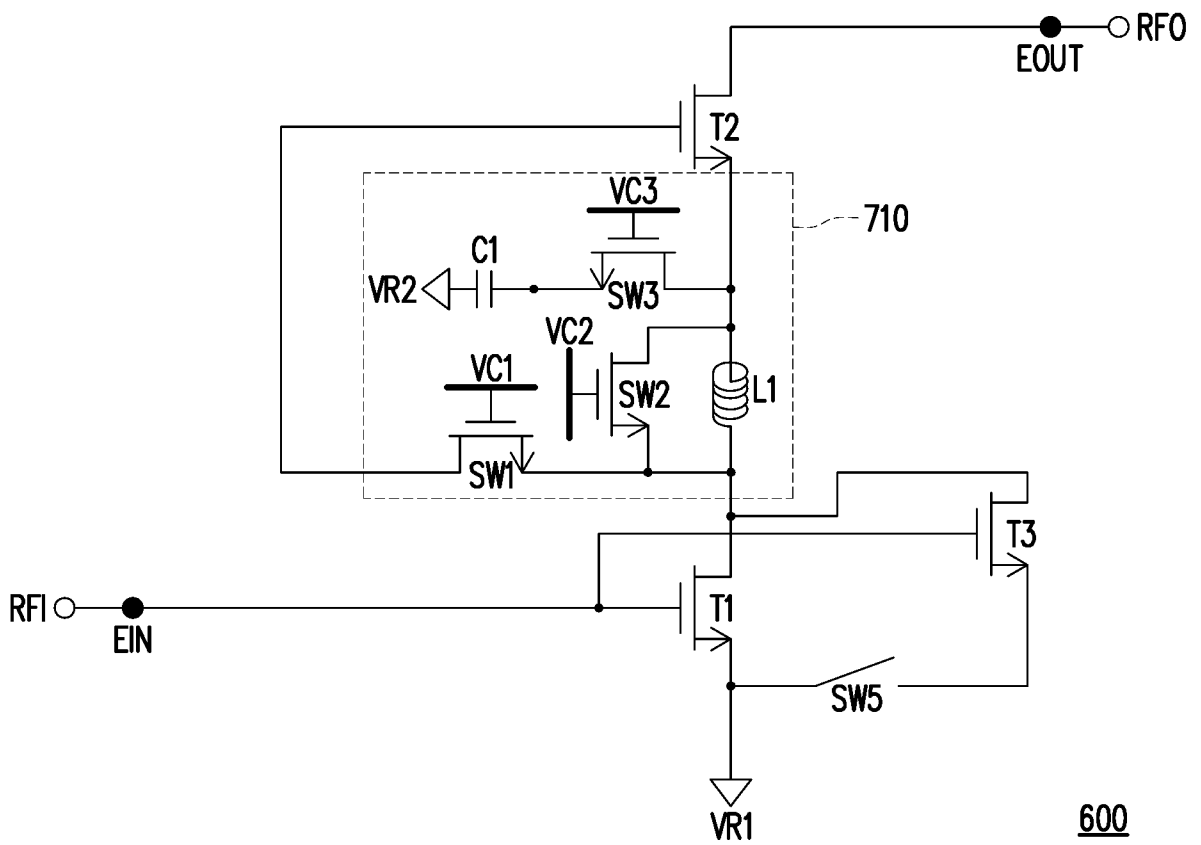 RFO
EOUT
T2
VC3
710
C1
VR2
SW3
VC2
VC1
SW2
L1
SW1
T3
RFI
T1
EIN
SW5
VR1
600